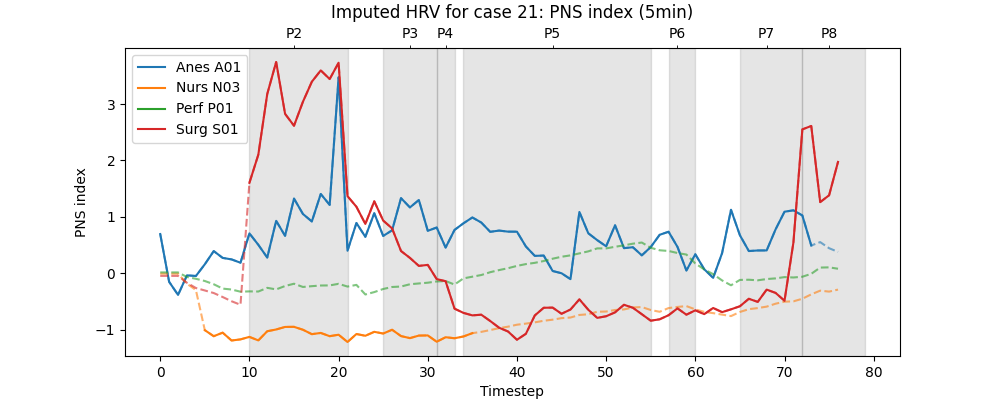 Imputed HRV for case 21: PNS index (5min)
P2 P3 P4 P5 P6 P7 P8
Anes A01
Nurs N03
Perf P01
Surg S01
PNS index
3
2
1
0
−1
0 10 20 30 40 50 60 70 80
Timestep